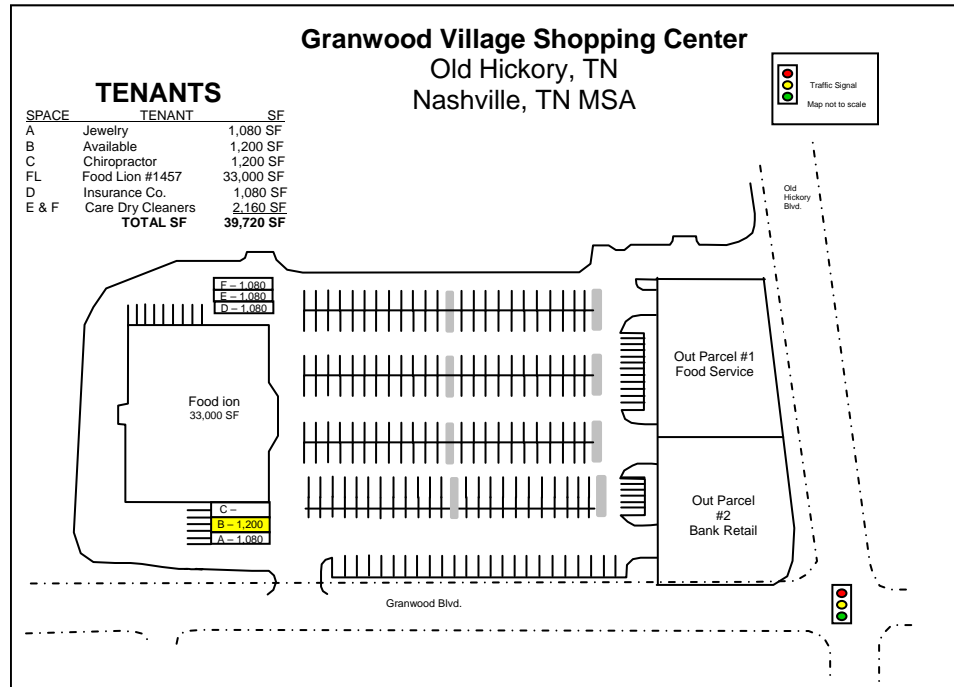 Granwood Village Shopping Center
Old Hickory, TN
Nashville, TN MSA
TENANTS
SPACE TENANT SF
A Jewelry 1,080 SF
B Available 1,200 SF
C Chiropractor 1,200 SF
FL Food Lion #1457 33,000 SF
D Insurance Co. 1,080 SF
E & F Care Dry Cleaners 2,160 SF
TOTAL SF 39,720 SF
Traffic Signal
Map not to scale
Old
Hickory
Blvd.
F – 1,080
E – 1,080
D – 1,080
Food ion
33,000 SF
C –
B – 1,200
A – 1,080
Out Parcel #1
Food Service
Out Parcel
#2
Bank Retail
Granwood Blvd.